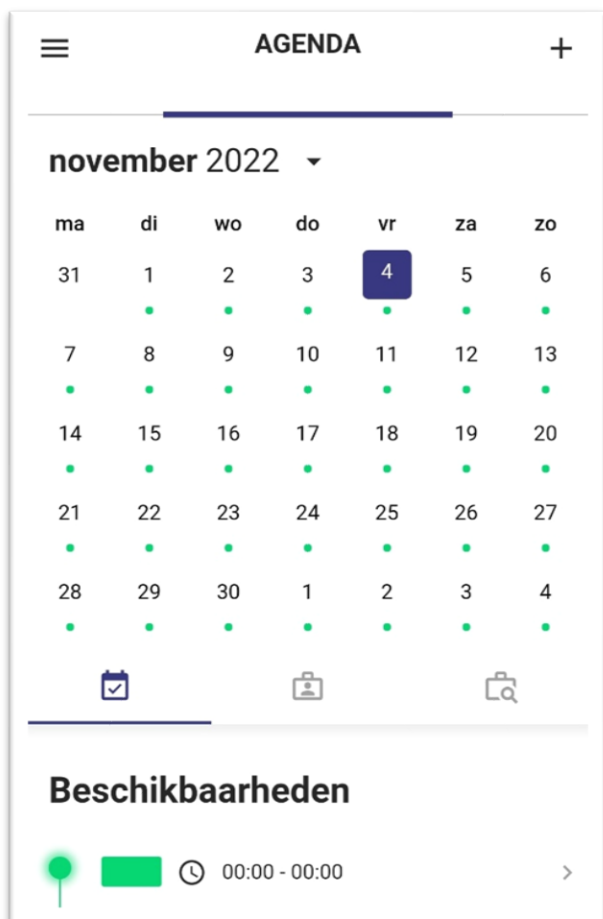 AGENDA
november 2022
ma di wo do vr za zo
31 1 2 3 4 5 6
7 8 9 10 11 12 13
14 15 16 17 18 19 20
21 22 23 24 25 26 27
28 29 30 1 2 3 4
Beschikbaarheden
00:00 - 00:00